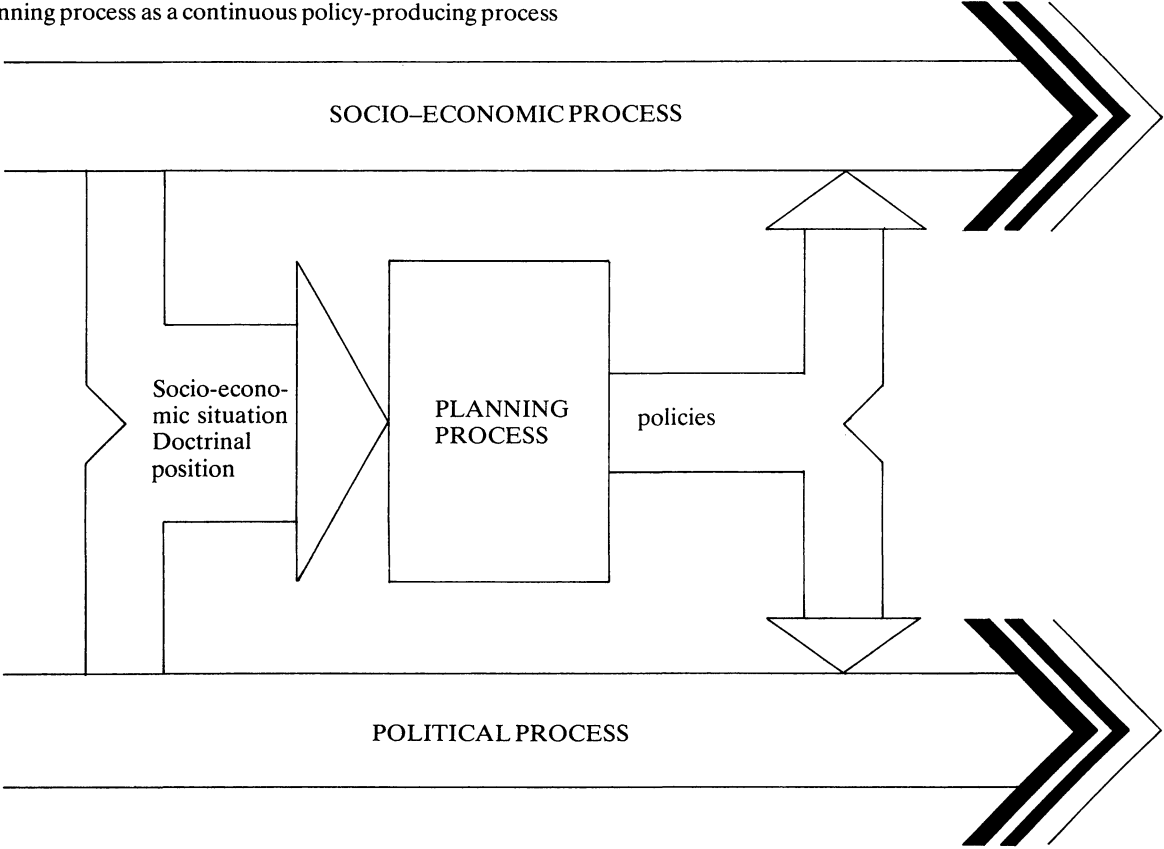 nning process as a continuous policy-producing process
SOCIO–ECONOMIC PROCESS
Socio-econo-
mic situation
Doctrinal
position
PLANNING
PROCESS
policies
POLITICAL PROCESS